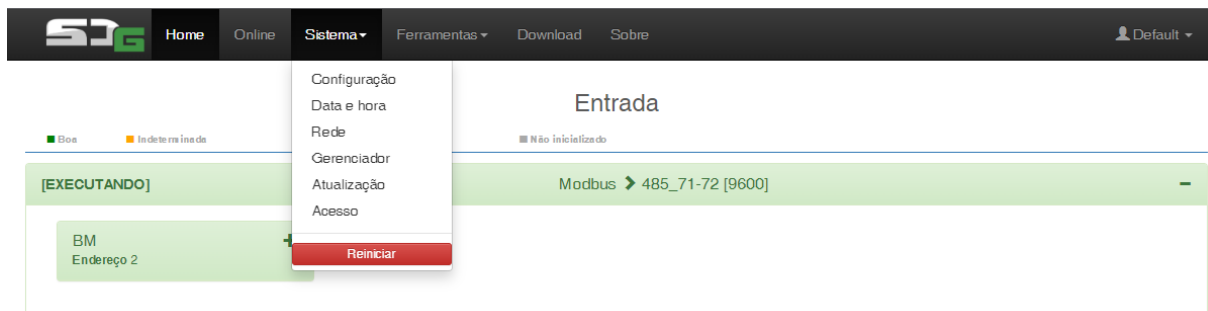 SDG Home Online Sistema Ferramentas Download Sobre Default
Configuração
Data e hora
Rede
Gerenciador
Atualização
Acesso
Reiniciar
Entrada
Boa Indeterminada Não inicializado
[EXECUTANDO] Modbus 485_71-72 [9600]
BM
Endereço 2